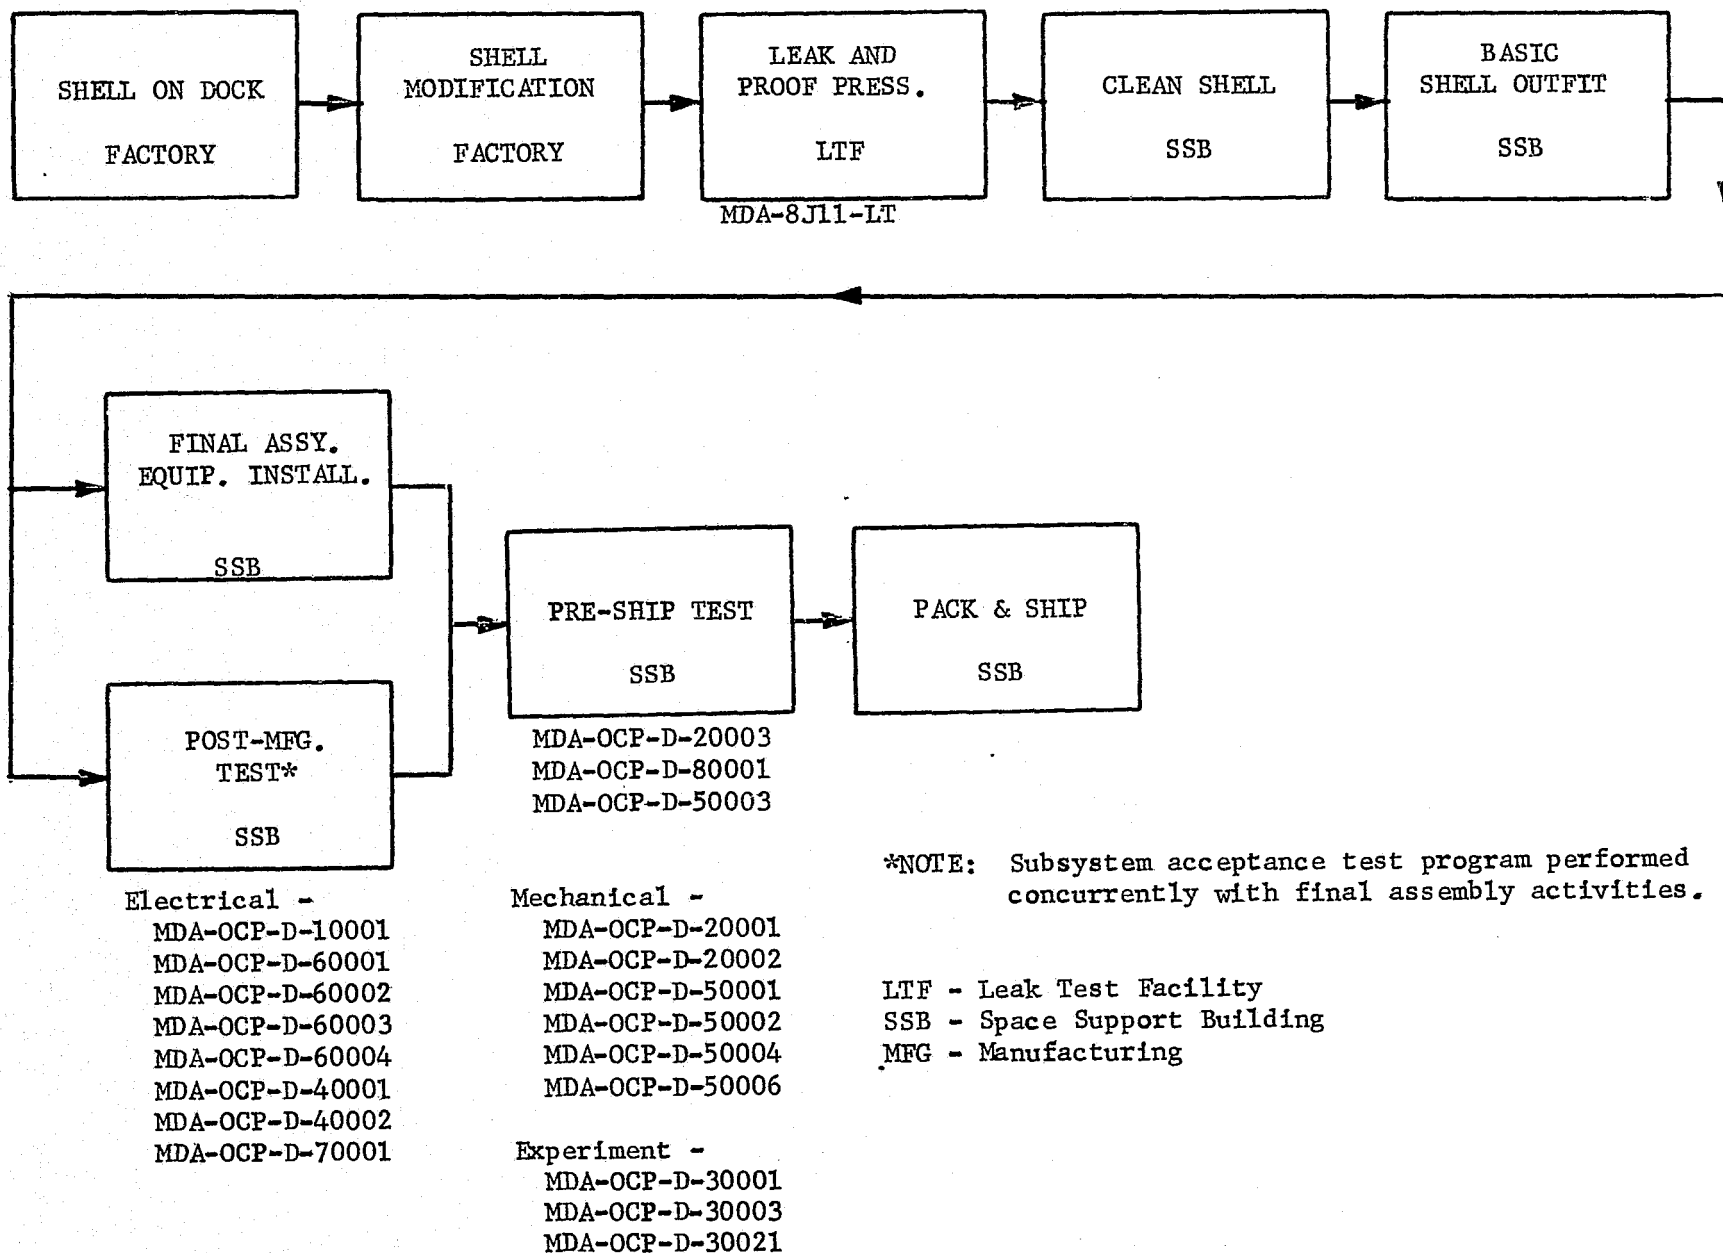 SHELL ON DOCK
FACTORY
SHELL
MODIFICATION
FACTORY
LEAK AND
PROOF PRESS.
LTF
MDA-8J11-LT
CLEAN SHELL
SSB
BASIC
SHELL OUTFIT
SSB
FINAL ASSY.
EQUIP. INSTALL.
SSB
POST-MFG.
TEST*
SSB
PRE-SHIP TEST
SSB
MDA-OCP-D-20003
MDA-OCP-D-80001
MDA-OCP-D-50003
PACK & SHIP
SSB
Electrical -
MDA-OCP-D-10001
MDA-OCP-D-60001
MDA-OCP-D-60002
MDA-OCP-D-60003
MDA-OCP-D-60004
MDA-OCP-D-40001
MDA-OCP-D-40002
MDA-OCP-D-70001
Mechanical -
MDA-OCP-D-20001
MDA-OCP-D-20002
MDA-OCP-D-50001
MDA-OCP-D-50002
MDA-OCP-D-50004
MDA-OCP-D-50006
Experiment -
MDA-OCP-D-30001
MDA-OCP-D-30003
MDA-OCP-D-30021
*NOTE: Subsystem acceptance test program performed
concurrently with final assembly activities.
LTF - Leak Test Facility
SSB - Space Support Building
MFG - Manufacturing